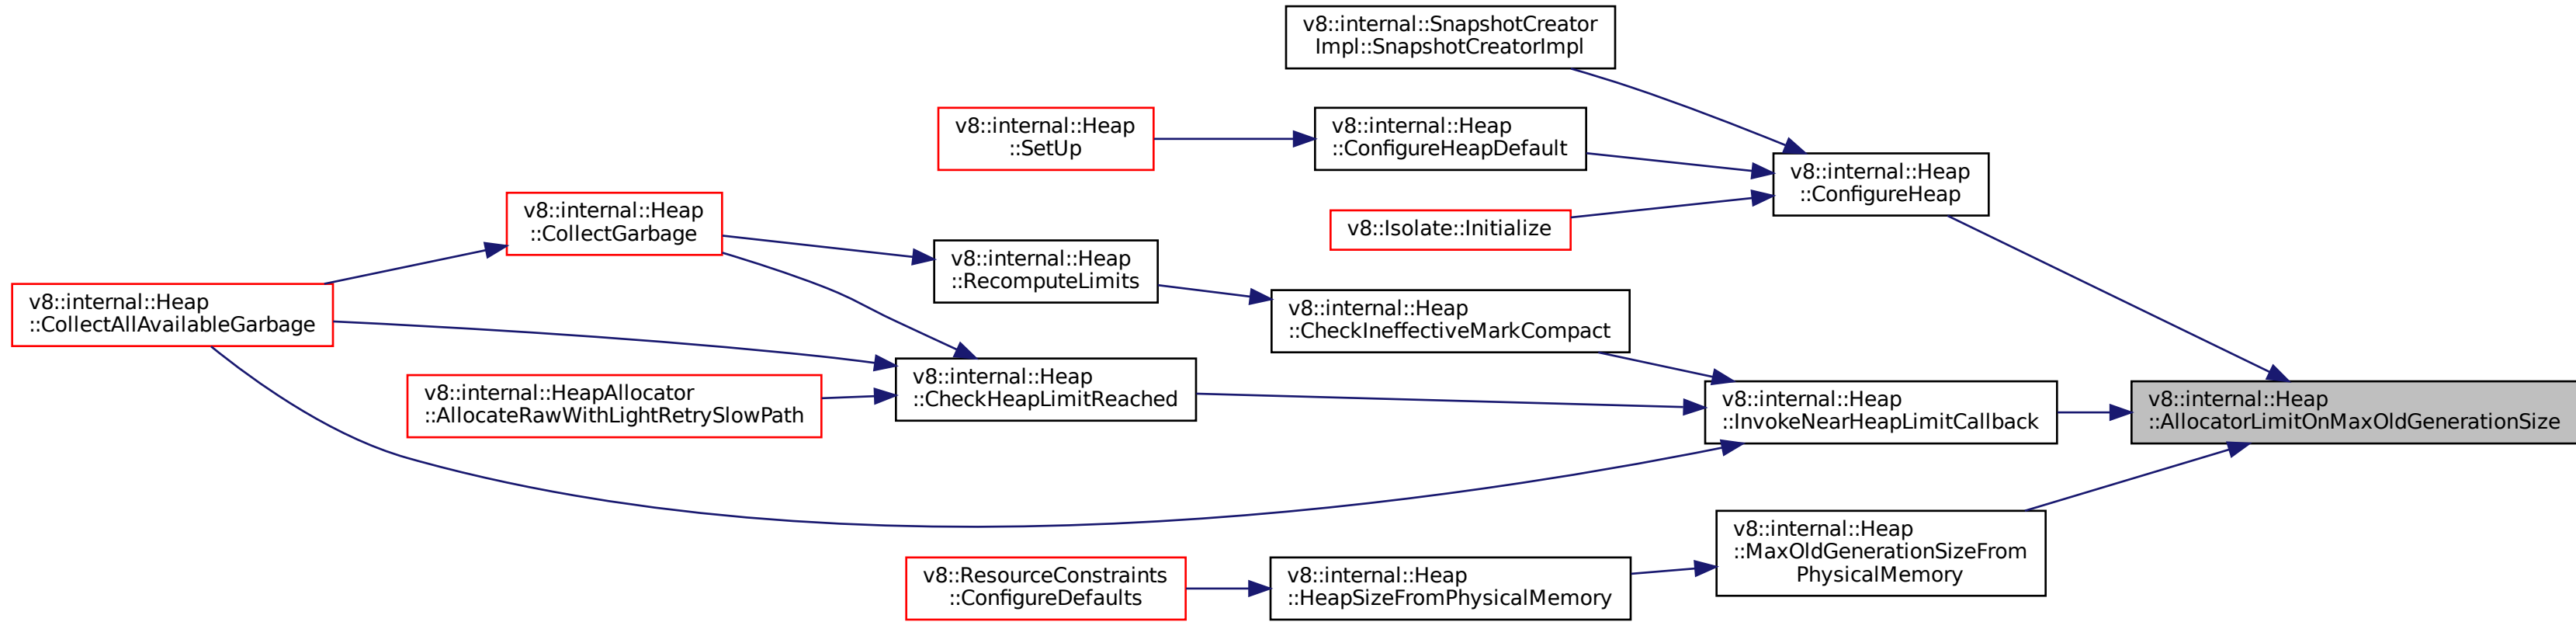 v8::internal::SnapshotCreator
Impl::SnapshotCreatorImpl
v8::internal::Heap
::SetUp
v8::internal::Heap
::ConfigureHeapDefault
v8::internal::Heap
::ConfigureHeap
v8::internal::Heap
::CollectGarbage
v8::Isolate::Initialize
v8::internal::Heap
::RecomputeLimits
v8::internal::Heap
::CollectAllAvailableGarbage
v8::internal::Heap
::CheckIneffectiveMarkCompact
v8::internal::Heap
::CheckHeapLimitReached
v8::internal::HeapAllocator
::AllocateRawWithLightRetrySlowPath
v8::internal::Heap
::InvokeNearHeapLimitCallback
v8::internal::Heap
::AllocatorLimitOnMaxOldGenerationSize
v8::internal::Heap
::MaxOldGenerationSizeFrom
PhysicalMemory
v8::ResourceConstraints
::ConfigureDefaults
v8::internal::Heap
::HeapSizeFromPhysicalMemory